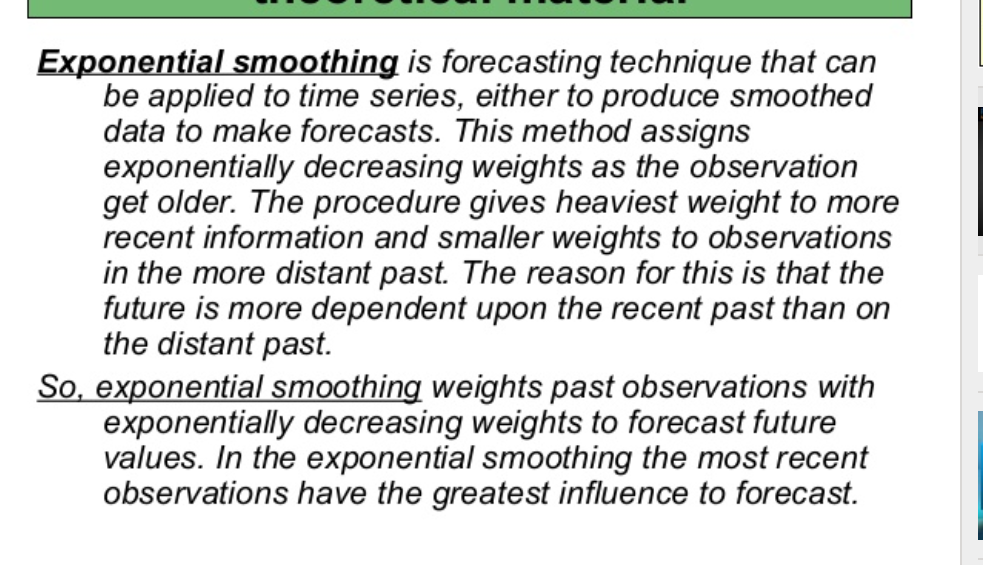 theoretical material
Exponential smoothing is forecasting technique that can
be applied to time series, either to produce smoothed
data to make forecasts. This method assigns
exponentially decreasing weights as the observation
get older. The procedure gives heaviest weight to more
recent information and smaller weights to observations
in the more distant past. The reason for this is that the
future is more dependent upon the recent past than on
the distant past.
So, exponential smoothing weights past observations with
exponentially decreasing weights to forecast future
values. In the exponential smoothing the most recent
observations have the greatest influence to forecast.